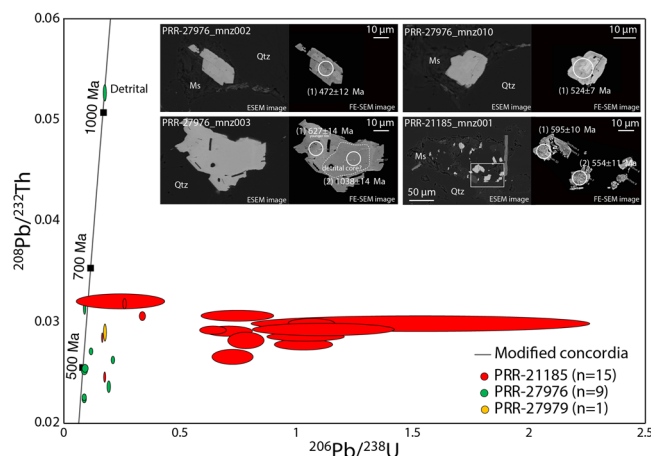 0.06
0.05
0.04
0.03
0.02
208Pb/232Th
0
0.5
1
1.5
2
2.5
206Pb/238U
1000 Ma
700 Ma
500 Ma
Detrital
PRR-27976_mnz002
Qtz
Ms
ESEM image
10 µm
(1) 472±12 Ma
FE-SEM image
PRR-27976_mnz010
Qtz
Ms
ESEM image
10 µm
(1) 524±7 Ma
FE-SEM image
PRR-27976_mnz003
Qtz
ESEM image
10 µm
(1) 627±14 Ma
detrital core?
(2) 1038±14 Ma
FE-SEM image
PRR-21185_mnz001
Ms
Qtz
50 µm
ESEM image
10 µm
(1) 595±10 Ma
(2) 554±11 Ma
FE-SEM image
Modified concordia
PRR-21185 (n=15)
PRR-27976 (n=9)
PRR-27979 (n=1)